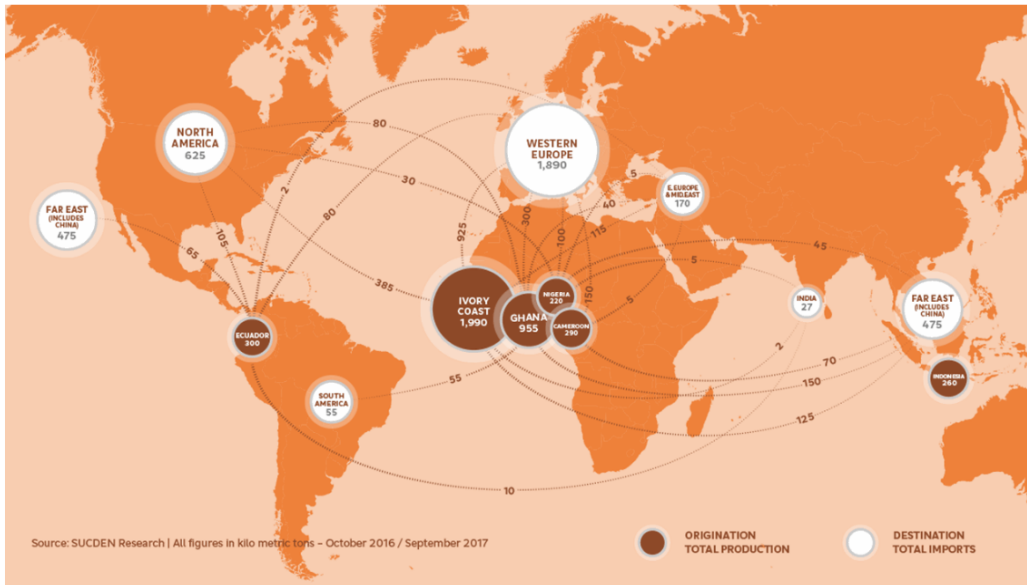 NORTH
AMERICA
625
FAR EAST
(INCLUDES
CHINA)
475
WESTERN
EUROPE
1,890
E.EUROPE
& MID.EAST
170
80
2
30
80
65
105
385
925
300
100
115
40
5
150
5
5
45
IVORY
COAST
1,990
GHANA
955
NIGERIA
220
CAMEROON
290
ECUADOR
300
INDIA
27
FAR EAST
(INCLUDES
CHINA)
475
INDONESIA
260
SOUTH
AMERICA
55
55
2
70
150
125
10
Source: SUCDEN Research | All figures in kilo metric tons – October 2016 / September 2017
ORIGINATION
TOTAL PRODUCTION
DESTINATION
TOTAL IMPORTS